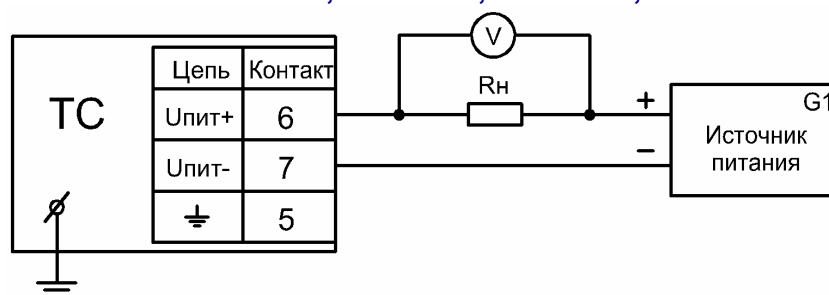 V
Цепь Контакт
Rн
+
G1
ТС
Uпит+ 6
Источник
питания
Uпит- 7
−
5